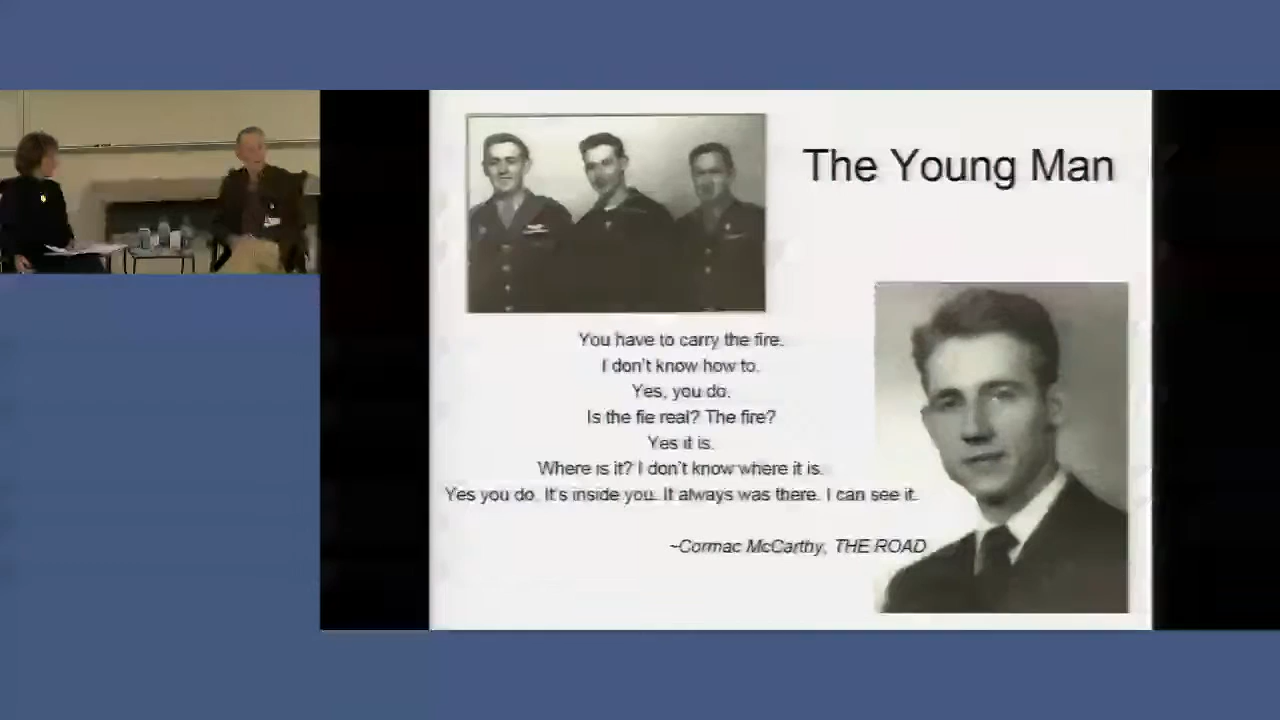 The Young Man
You have to carry the fire.
I don't know how to.
Yes, you do.
Is the fie real? The fire?
Yes it is.
Where is it? I don't know where it is.
Yes you do. It's inside you. It always was there. I can see it.
~Cormac McCarthy, THE ROAD